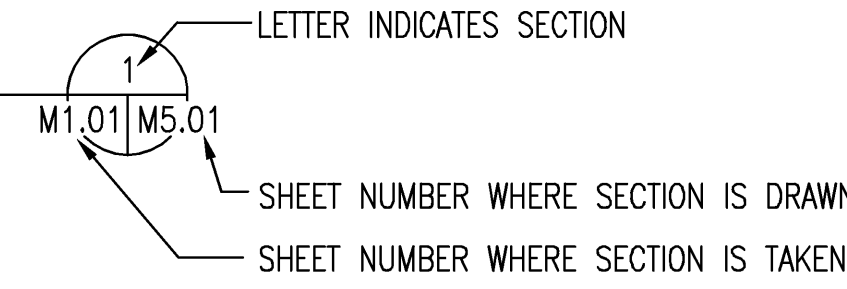 LETTER INDICATES SECTION
1
M1.01 M5.01
SHEET NUMBER WHERE SECTION IS DRAWN
SHEET NUMBER WHERE SECTION IS TAKEN